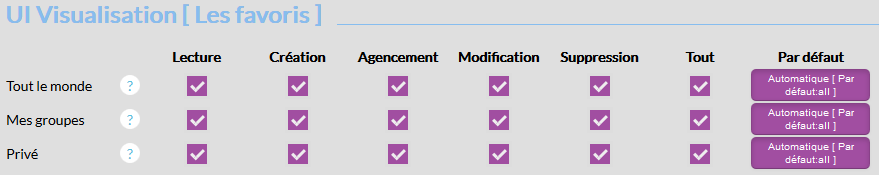 UI Visualisation [ Les favoris ]
Lecture Création Agencement Modification Suppression Tout Par défaut
Tout le monde ? Automatique [ Par
défaut:all ]
Mes groupes ? Automatique [ Par
défaut:all ]
Privé ? Automatique [ Par
défaut:all ]